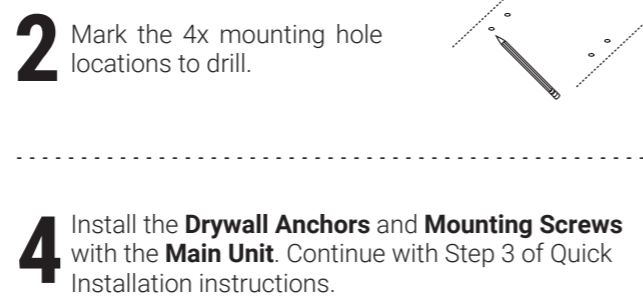 2 Mark the 4x mounting hole
locations to drill.
4 Install the Drywall Anchors and Mounting Screws
with the Main Unit. Continue with Step 3 of Quick
Installation instructions.